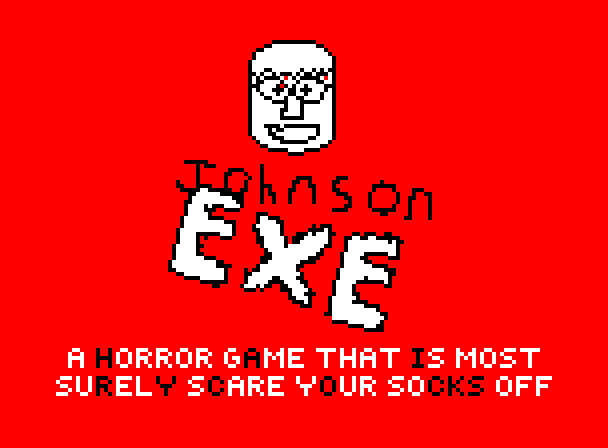 Johnson
EXE
A HORROR GAME THAT IS MOST
SURELY SCARE YOUR SOCKS OFF